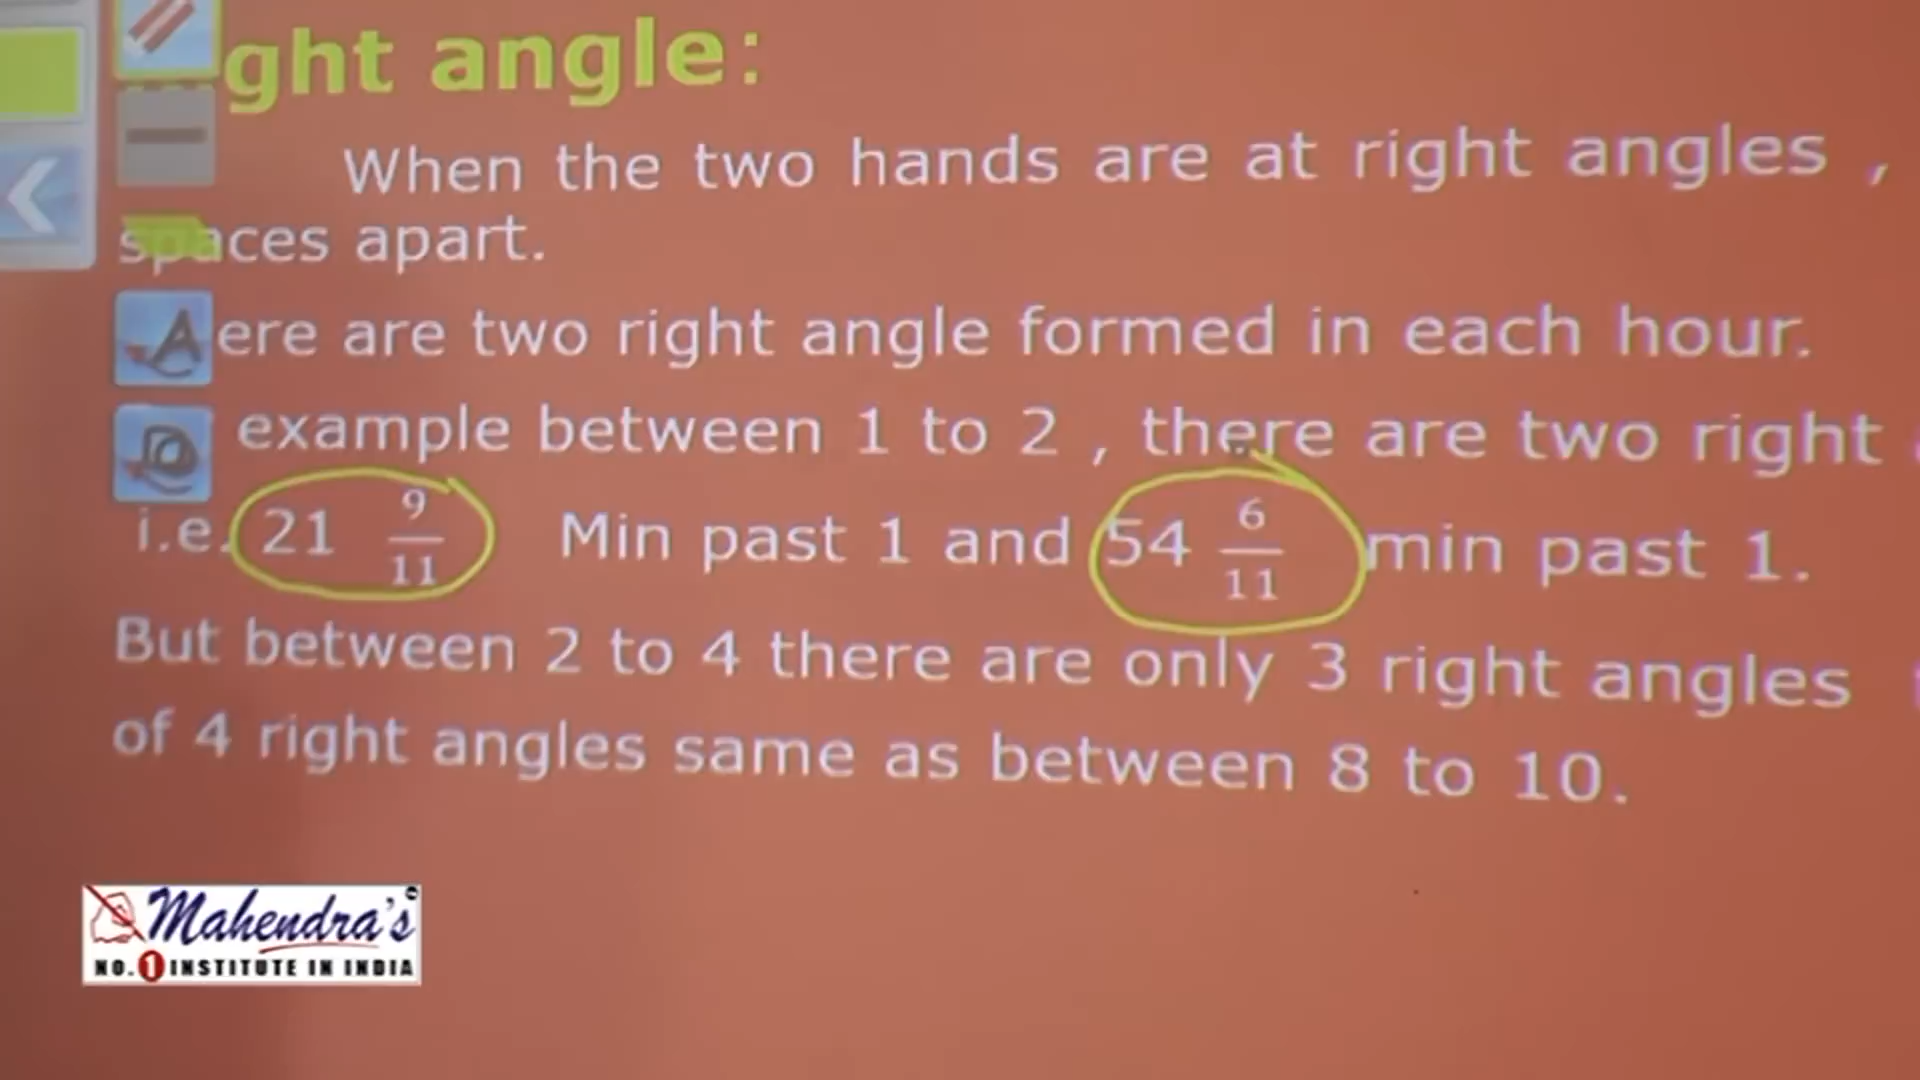 ght angle:
When the two hands are at right angles ,
spaces apart.
ere are two right angle formed in each hour.
example between 1 to 2 , there are two right
i.e. 21 9/11 Min past 1 and 54 6/11 min past 1.
But between 2 to 4 there are only 3 right angles
of 4 right angles same as between 8 to 10.
Mahendra's
NO.1 INSTITUTE IN INDIA